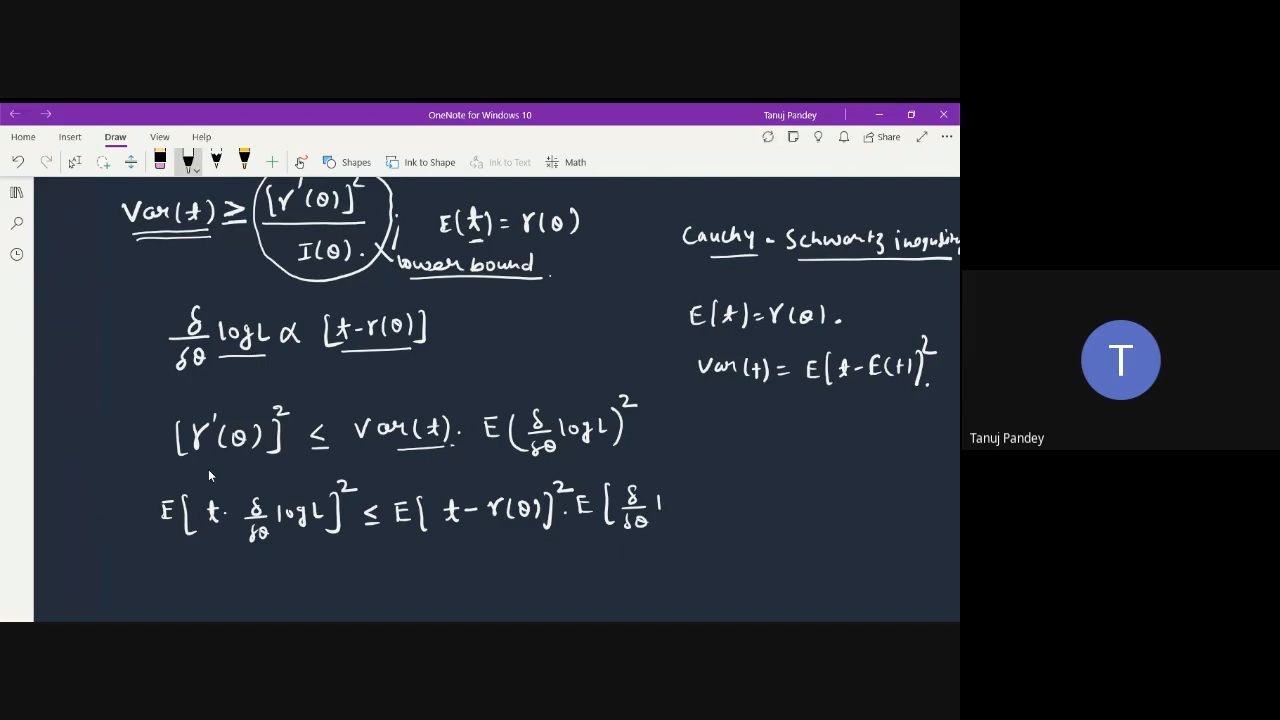 OneNote for Windows 10
Tanuj Pandey
Home Insert Draw View Help
Share
Shapes Ink to Shape Ink to Text Math
Var(t) ≥ [γ'(θ)]² / I(θ) . E(t) = γ(θ)
lower bound .
Cauchy - Schwartz inequality
δ/δθ log L ∝ [t - γ(θ)]
E[t] = γ(θ) .
Var(t) = E[t - E(t)]² .
[γ'(θ)]² ≤ Var(t) . E(δ/δθ log L)²
E[t . δ/δθ log L]² ≤ E[t - γ(θ)]² . E[δ/δθ l
T
Tanuj Pandey